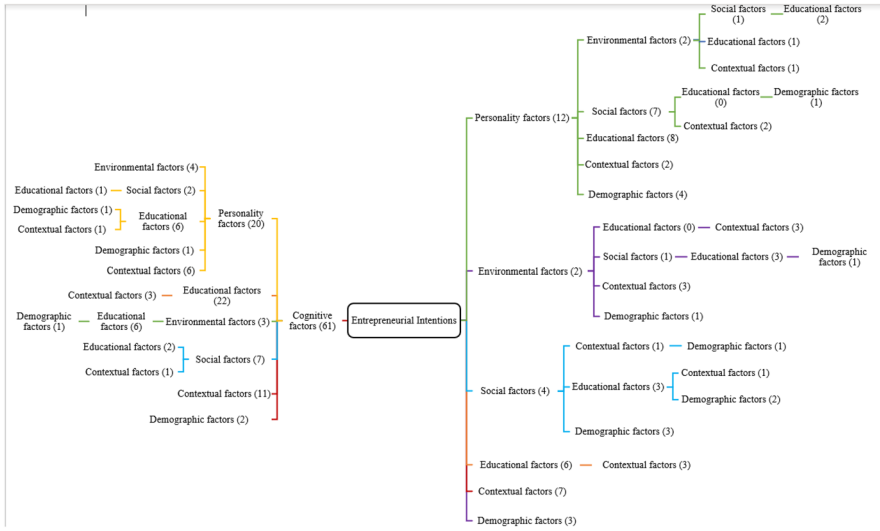 Environmental factors (4)
Educational factors (1)
Social factors (2)
Demographic factors (1)
Contextual factors (1)
Educational
factors (6)
Demographic factors (1)
Contextual factors (6)
Personality
factors (20)
Contextual factors (3)
Educational factors
(22)
Demographic
factors (1)
Educational
factors (6)
Environmental factors (3)
Educational factors (2)
Contextual factors (1)
Social factors (7)
Contextual factors (11)
Demographic factors (2)
Cognitive
factors (61)
Entrepreneurial Intentions
Personality factors (12)
Environmental factors (2)
Social factors
(1)
Educational factors
(2)
Educational factors (1)
Contextual factors (1)
Social factors (7)
Educational factors
(0)
Demographic factors
(1)
Contextual factors (2)
Educational factors (8)
Contextual factors (2)
Demographic factors (4)
Environmental factors (2)
Educational factors (0)
Contextual factors (3)
Social factors (1)
Educational factors (3)
Demographic
factors (1)
Contextual factors (3)
Demographic factors (1)
Social factors (4)
Contextual factors (1)
Demographic factors (1)
Educational factors (3)
Contextual factors (1)
Demographic factors (2)
Demographic factors (3)
Educational factors (6)
Contextual factors (3)
Contextual factors (7)
Demographic factors (3)